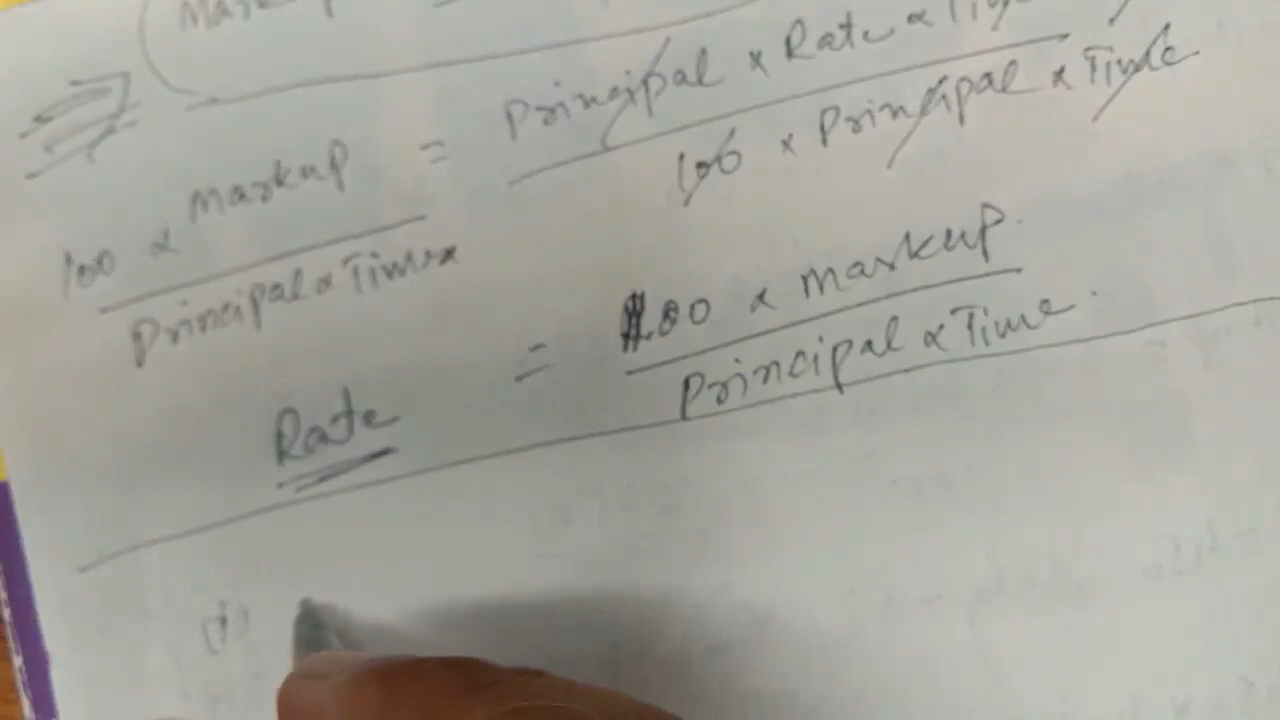 Principal × Rate × Time
100 × markup = 100 × Principal × Time
Principal × Time×
Rate = 100 × markup
Principal × Time.
(i)